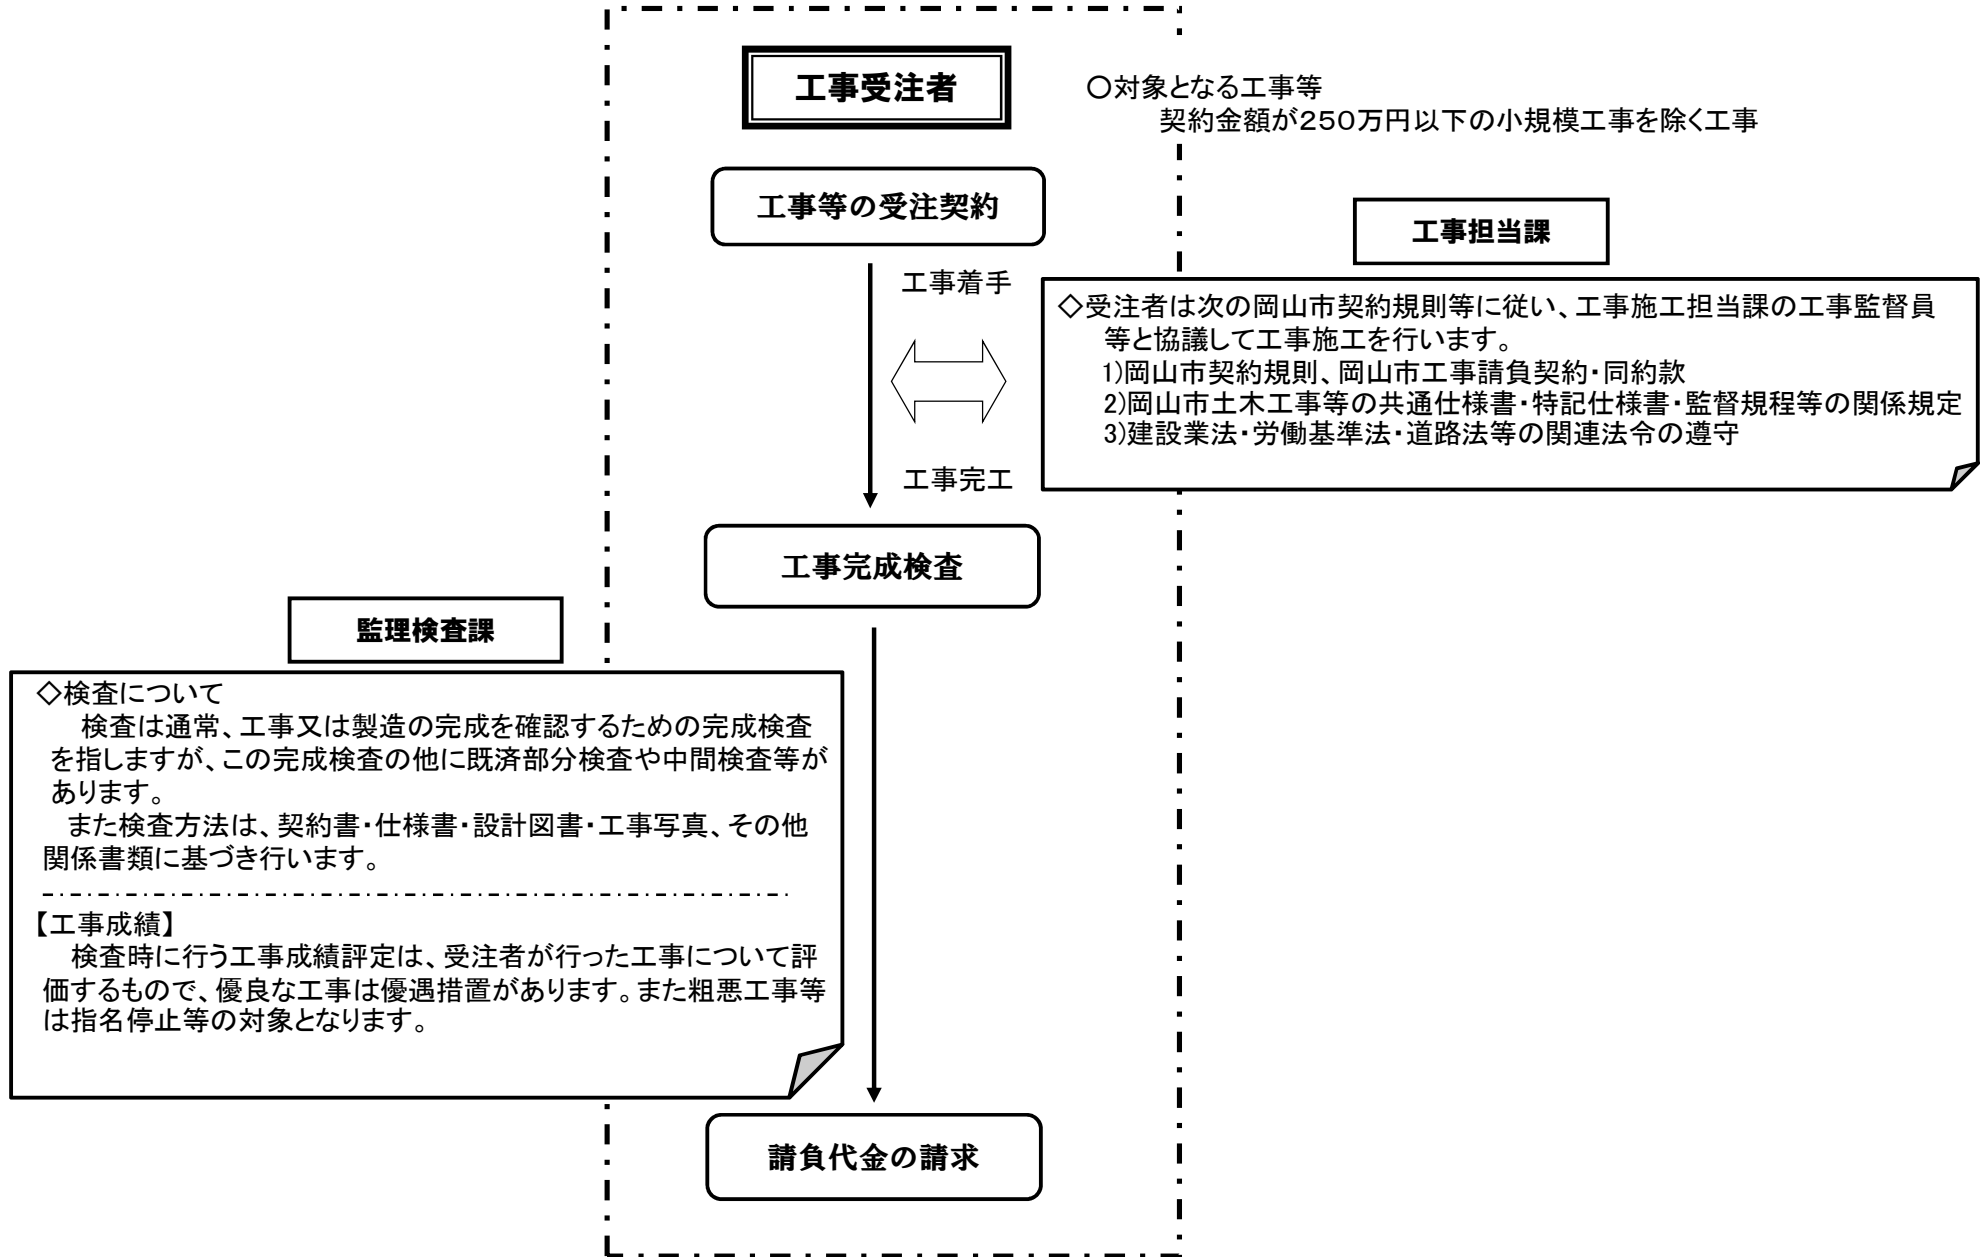 工事受注者
〇対象となる工事等
契約金額が250万円以下の小規模工事を除く工事
工事等の受注契約
工事担当課
工事着手
◇受注者は次の岡山市契約規則等に従い、工事施工担当課の工事監督員
等と協議して工事施工を行います。
1)岡山市契約規則、岡山市工事請負契約・同約款
2)岡山市土木工事等の共通仕様書・特記仕様書・監督規程等の関係規定
3)建設業法・労働基準法・道路法等の関連法令の遵守
工事完工
工事完成検査
監理検査課
◇検査について
検査は通常、工事又は製造の完成を確認するための完成検査
を指しますが、この完成検査の他に既済部分検査や中間検査等が
あります。
また検査方法は、契約書・仕様書・設計図書・工事写真、その他
関係書類に基づき行います。
【工事成績】
検査時に行う工事成績評定は、受注者が行った工事について評
価するもので、優良な工事は優遇措置があります。また粗悪工事等
は指名停止等の対象となります。
請負代金の請求